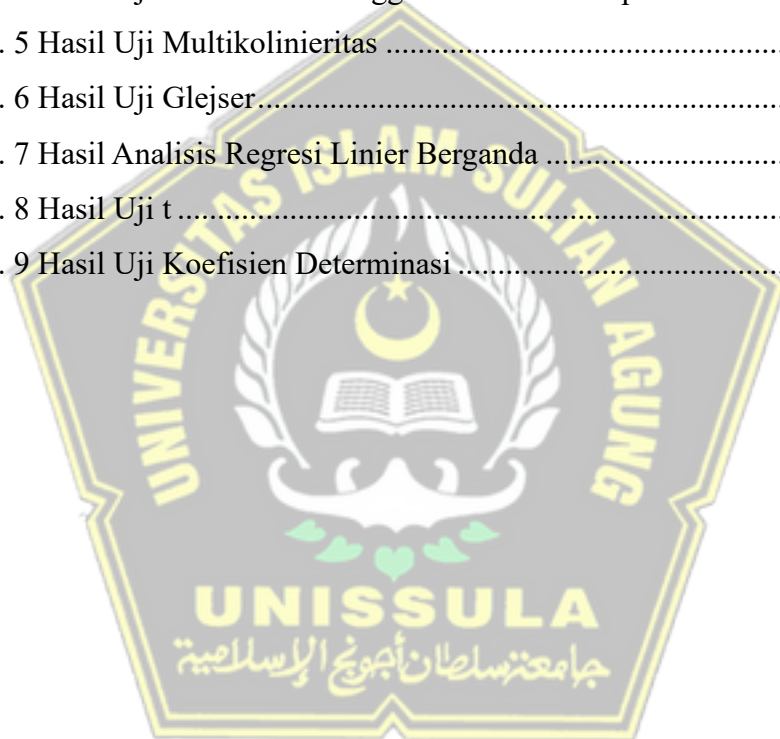 . 5 Hasil Uji Multikolinieritas ....................................................
. 6 Hasil Uji Glejser....................................................................
. 7 Hasil Analisis Regresi Linier Berganda ..............................
. 8 Hasil Uji t ...............................................................................
. 9 Hasil Uji Koefisien Determinasi ..........................................
UNIVERSITAS ISLAM SULTAN AGUNG
UNISSULA
جامعة سلطان أجونج الإسلامية